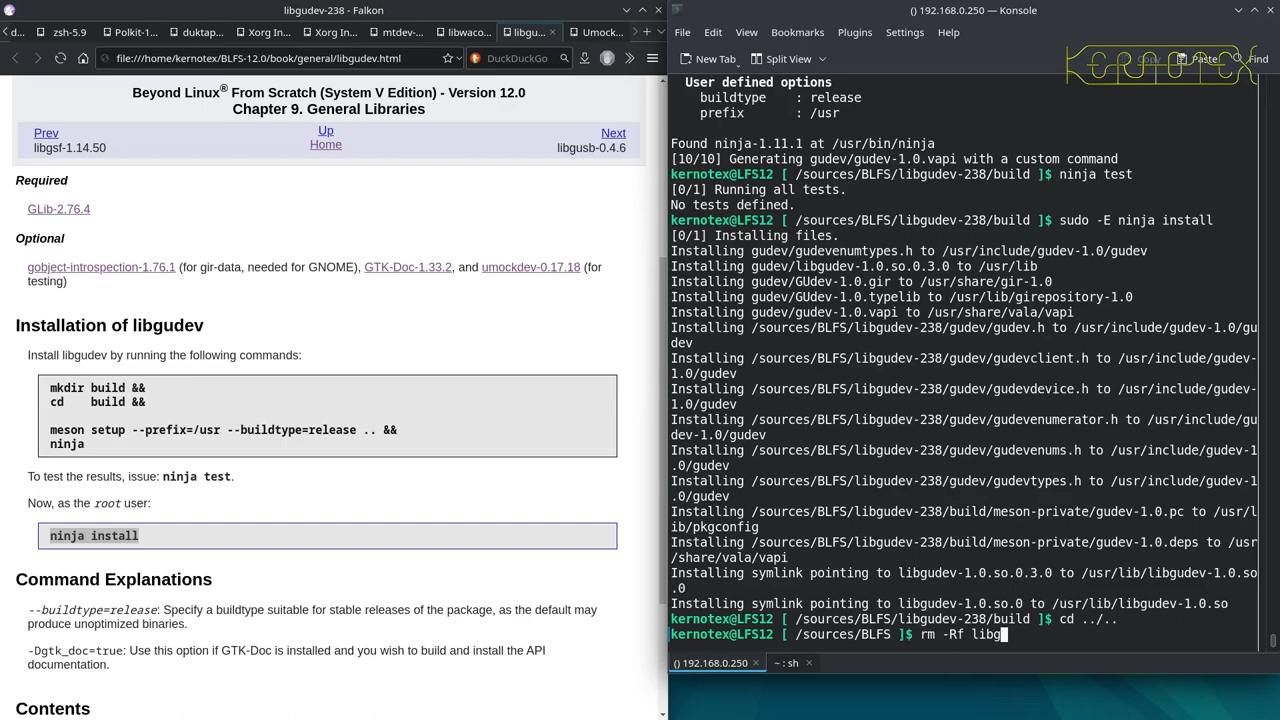 libgudev-238 - Falkon
d...
zsh-5.9
Polkit-1...
duktap...
Xorg In...
Xorg In...
mtdev-...
libwaco...
libgu...
Umock...
file:///home/kernotex/BLFS-12.0/book/general/libgudev.html
DuckDuckGo
Beyond Linux® From Scratch (System V Edition) - Version 12.0
Chapter 9. General Libraries
Prev
Up
Next
libgsf-1.14.50
Home
libgusb-0.4.6
Required
GLib-2.76.4
Optional
gobject-introspection-1.76.1 (for gir-data, needed for GNOME), GTK-Doc-1.33.2, and umockdev-0.17.18 (for
testing)
Installation of libgudev
Install libgudev by running the following commands:
mkdir build &&
cd    build &&
meson setup --prefix=/usr --buildtype=release .. &&
ninja
To test the results, issue: ninja test.
Now, as the root user:
ninja install
Command Explanations
--buildtype=release: Specify a buildtype suitable for stable releases of the package, as the default may
produce unoptimized binaries.
-Dgtk_doc=true: Use this option if GTK-Doc is installed and you wish to build and install the API
documentation.
Contents
() 192.168.0.250 — Konsole
File Edit View Bookmarks Plugins Settings Help
New Tab
Split View
Copy
Paste
Find
KERNOTEX
User defined options
buildtype    : release
prefix       : /usr
Found ninja-1.11.1 at /usr/bin/ninja
[10/10] Generating gudev/gudev-1.0.vapi with a custom command
kernotex@LFS12 [ /sources/BLFS/libgudev-238/build ]$ ninja test
[0/1] Running all tests.
No tests defined.
kernotex@LFS12 [ /sources/BLFS/libgudev-238/build ]$ sudo -E ninja install
[0/1] Installing files.
Installing gudev/gudevenumtypes.h to /usr/include/gudev-1.0/gudev
Installing gudev/libgudev-1.0.so.0.3.0 to /usr/lib
Installing gudev/GUdev-1.0.gir to /usr/share/gir-1.0
Installing gudev/GUdev-1.0.typelib to /usr/lib/girepository-1.0
Installing gudev/gudev-1.0.vapi to /usr/share/vala/vapi
Installing /sources/BLFS/libgudev-238/gudev/gudev.h to /usr/include/gudev-1.0/gu
dev
Installing /sources/BLFS/libgudev-238/gudev/gudevclient.h to /usr/include/gudev-
1.0/gudev
Installing /sources/BLFS/libgudev-238/gudev/gudevdevice.h to /usr/include/gudev-
1.0/gudev
Installing /sources/BLFS/libgudev-238/gudev/gudevenumerator.h to /usr/include/gu
dev-1.0/gudev
Installing /sources/BLFS/libgudev-238/gudev/gudevenums.h to /usr/include/gudev-1
.0/gudev
Installing /sources/BLFS/libgudev-238/gudev/gudevtypes.h to /usr/include/gudev-1
.0/gudev
Installing /sources/BLFS/libgudev-238/build/meson-private/gudev-1.0.pc to /usr/l
ib/pkgconfig
Installing /sources/BLFS/libgudev-238/build/meson-private/gudev-1.0.deps to /usr
/share/vala/vapi
Installing symlink pointing to libgudev-1.0.so.0.3.0 to /usr/lib/libgudev-1.0.so
.0
Installing symlink pointing to libgudev-1.0.so.0 to /usr/lib/libgudev-1.0.so
kernotex@LFS12 [ /sources/BLFS/libgudev-238/build ]$ cd ../..
kernotex@LFS12 [ /sources/BLFS ]$ rm -Rf libg
() 192.168.0.250
~ : sh